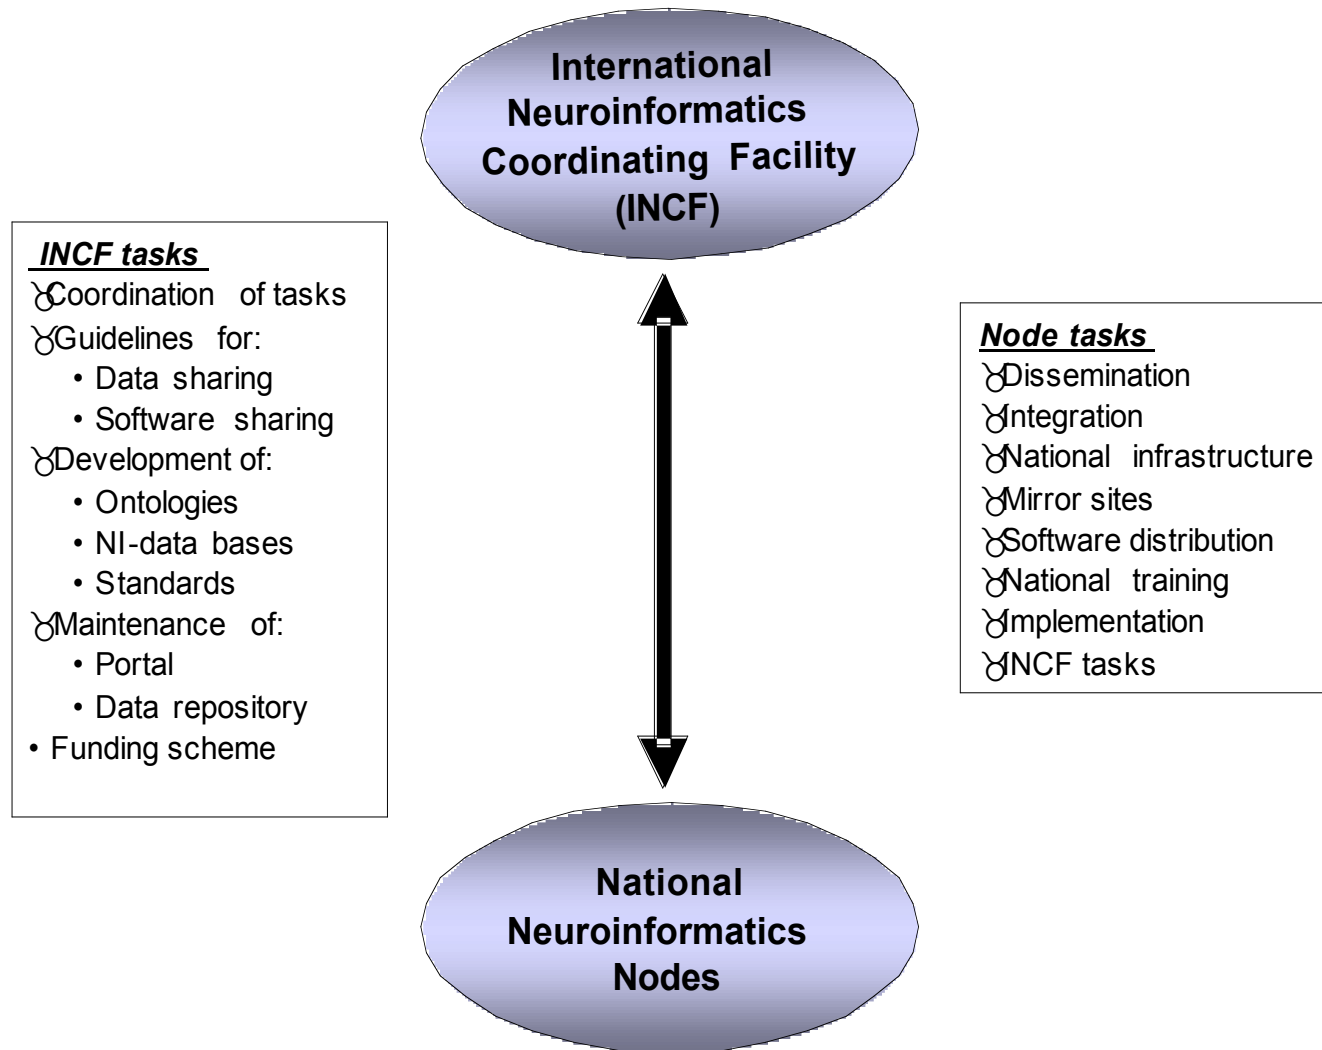 International
Neuroinformatics
Coordinating Facility
(INCF)
INCF tasks
♉Coordination of tasks
♉Guidelines for:
• Data sharing
• Software sharing
♉Development of:
• Ontologies
• NI-data bases
• Standards
♉Maintenance of:
• Portal
• Data repository
• Funding scheme
Node tasks
♉Dissemination
♉Integration
♉National infrastructure
♉Mirror sites
♉Software distribution
♉National training
♉Implementation
♉INCF tasks
National
Neuroinformatics
Nodes